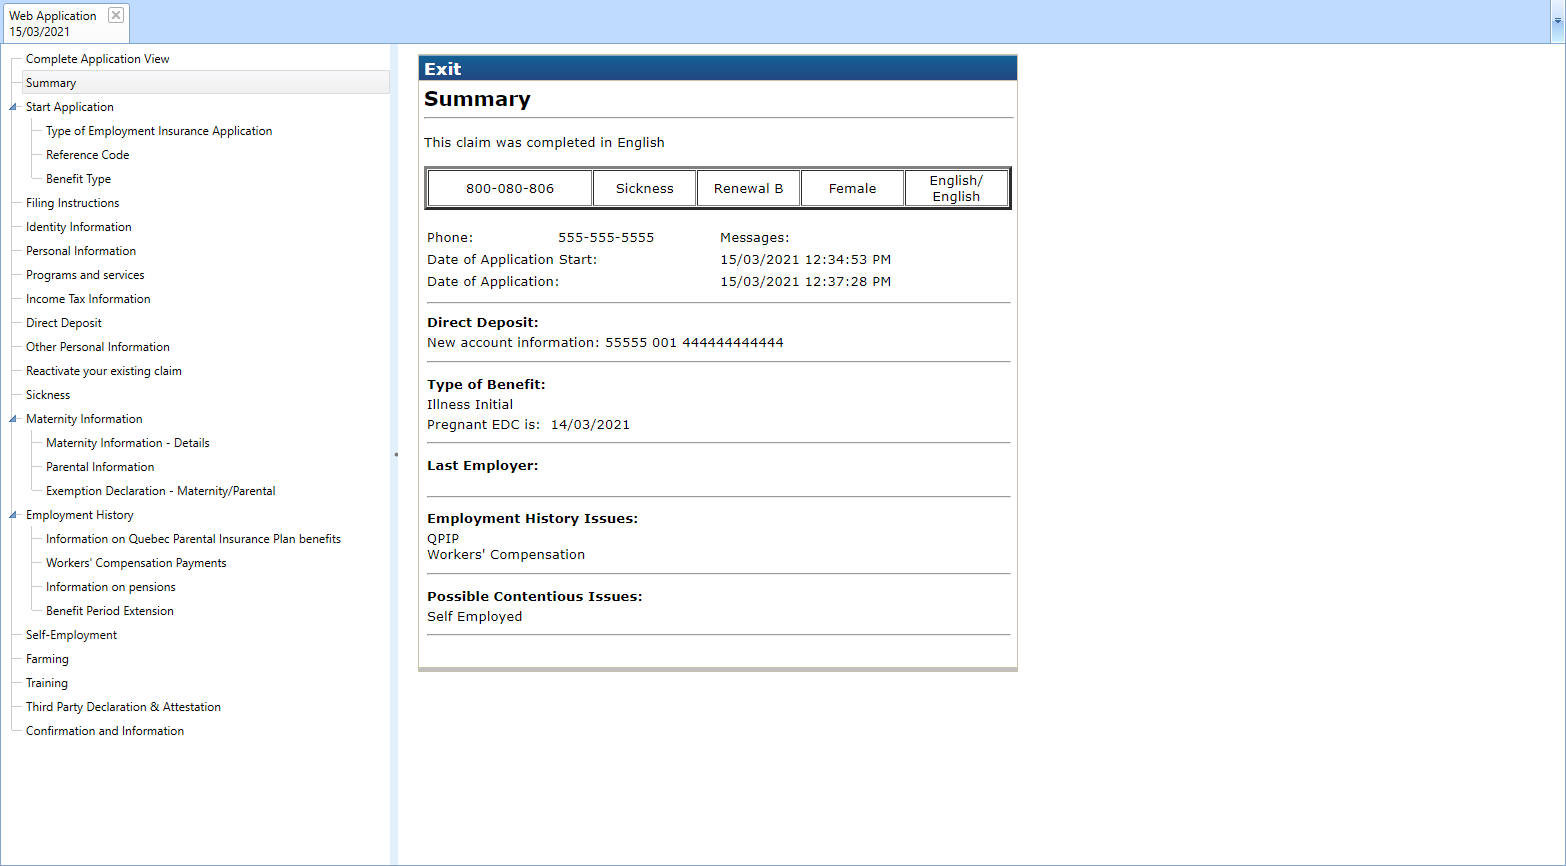 Web Application
15/03/2021
Complete Application View
Summary
Start Application
Type of Employment Insurance Application
Reference Code
Benefit Type
Filing Instructions
Identity Information
Personal Information
Programs and services
Income Tax Information
Direct Deposit
Other Personal Information
Reactivate your existing claim
Sickness
Maternity Information
Maternity Information - Details
Parental Information
Exemption Declaration - Maternity/Parental
Employment History
Information on Quebec Parental Insurance Plan benefits
Workers' Compensation Payments
Information on pensions
Benefit Period Extension
Self-Employment
Farming
Training
Third Party Declaration & Attestation
Confirmation and Information
Exit
Summary
This claim was completed in English
800-080-806 Sickness Renewal B Female English/
English
Phone: 555-555-5555 Messages:
Date of Application Start: 15/03/2021 12:34:53 PM
Date of Application: 15/03/2021 12:37:28 PM
Direct Deposit:
New account information: 55555 001 444444444444
Type of Benefit:
Illness Initial
Pregnant EDC is: 14/03/2021
Last Employer:
Employment History Issues:
QPIP
Workers' Compensation
Possible Contentious Issues:
Self Employed